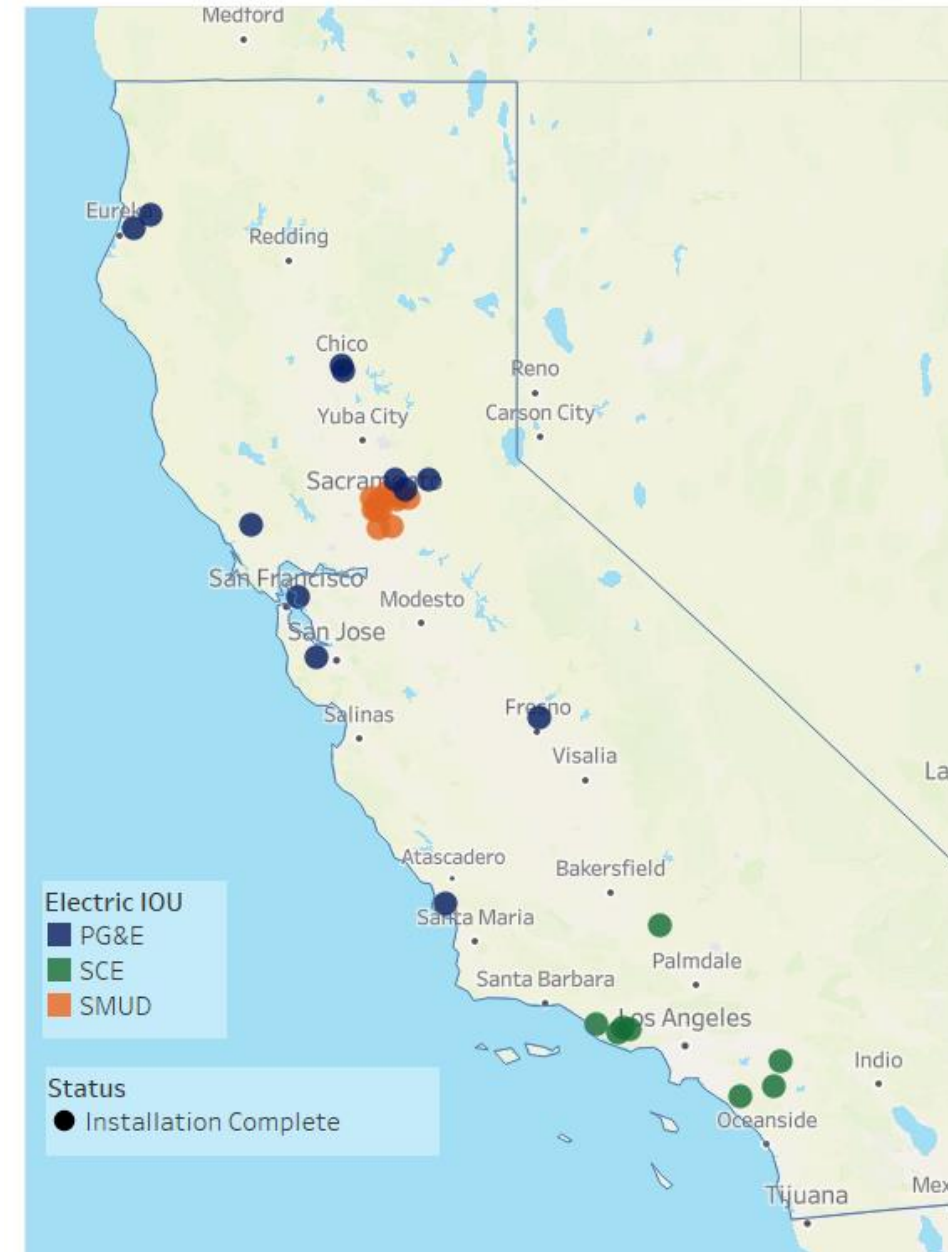 Medford
Eureka
Redding
Chico
Reno
Yuba City
Carson City
Sacramento
San Francisco
Modesto
San Jose
Salinas
Fresno
Visalia
La
Atascadero
Bakersfield
Electric IOU
PG&E
SCE
SMUD
Santa Maria
Palmdale
Santa Barbara
Los Angeles
Indio
Status
Installation Complete
Oceanside
Tijuana
Mex